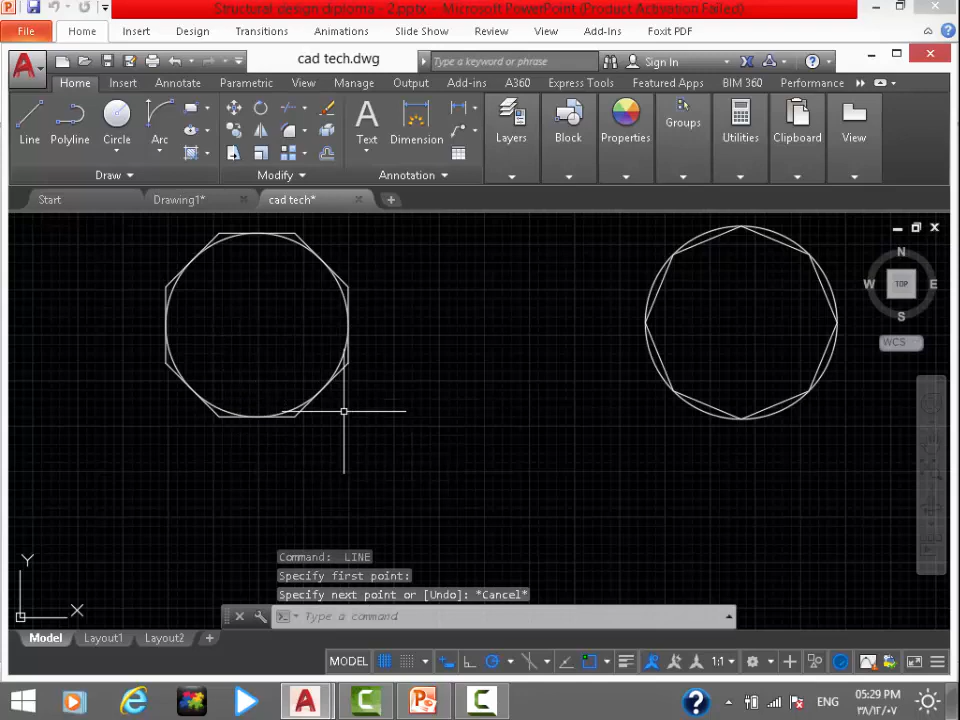 Structural design diploma - 2.pptx - Microsoft PowerPoint (Product Activation Failed)
File Home Insert Design Transitions Animations Slide Show Review View Add-Ins Foxit PDF
cad tech.dwg Type a keyword or phrase Sign In
Home Insert Annotate Parametric View Manage Output Add-ins A360 Express Tools Featured Apps BIM 360 Performance
Line Polyline Circle Arc Text Dimension Layers Block Properties Groups Utilities Clipboard View
Draw Modify Annotation
Start Drawing1* cad tech*
N
W TOP E
S
WCS
Command: LINE
Specify first point:
Specify next point or [Undo]: *Cancel*
Y
X
Type a command
Model Layout1 Layout2
MODEL 1:1
ENG 05:29 PM
٣٨/١٢/٠٧